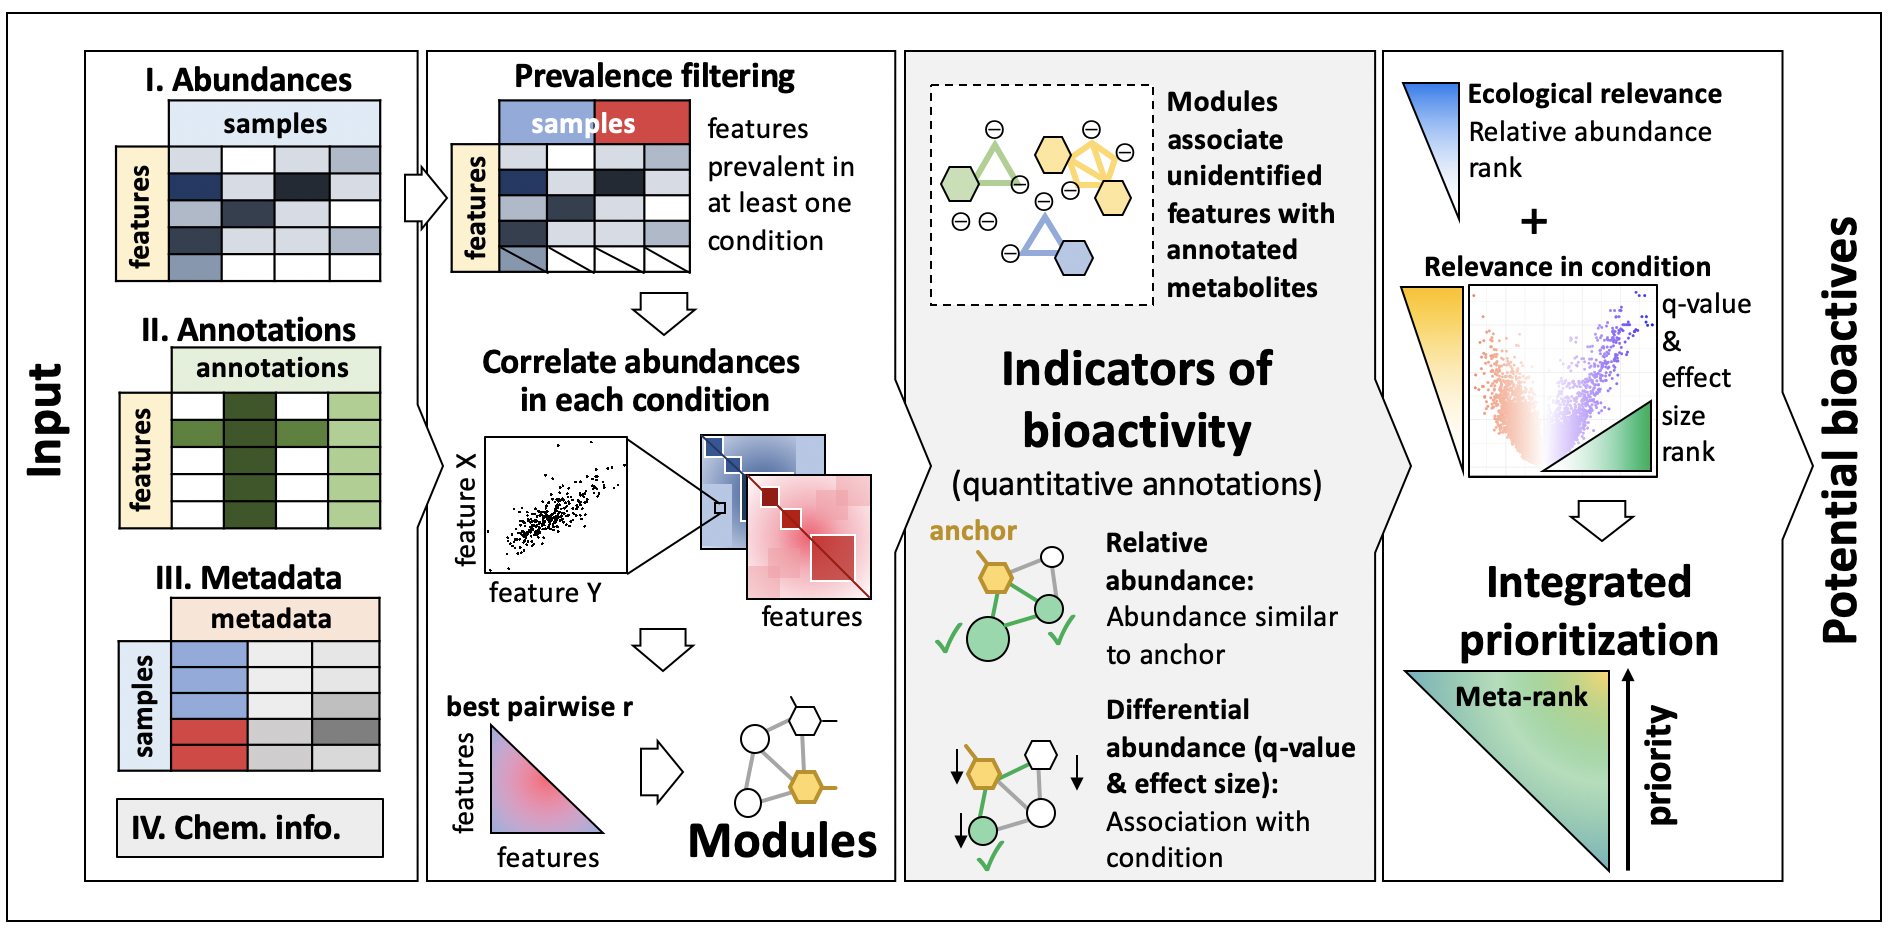 Input
I. Abundances
samples
features
II. Annotations
annotations
features
III. Metadata
metadata
samples
IV. Chem. info.
Prevalence filtering
samples
features
features
prevalent in
at least one
condition
Correlate abundances
in each condition
feature X
feature Y
features
best pairwise r
features
features
Modules
Modules
associate
unidentified
features with
annotated
metabolites
Indicators of
bioactivity
(quantitative annotations)
anchor
Relative
abundance:
Abundance similar
to anchor
Differential
abundance (q-value
& effect size):
Association with
condition
Ecological relevance
Relative abundance
rank
+
Relevance in condition
q-value
&
effect
size
rank
Integrated
prioritization
Meta-rank
priority
Potential bioactives